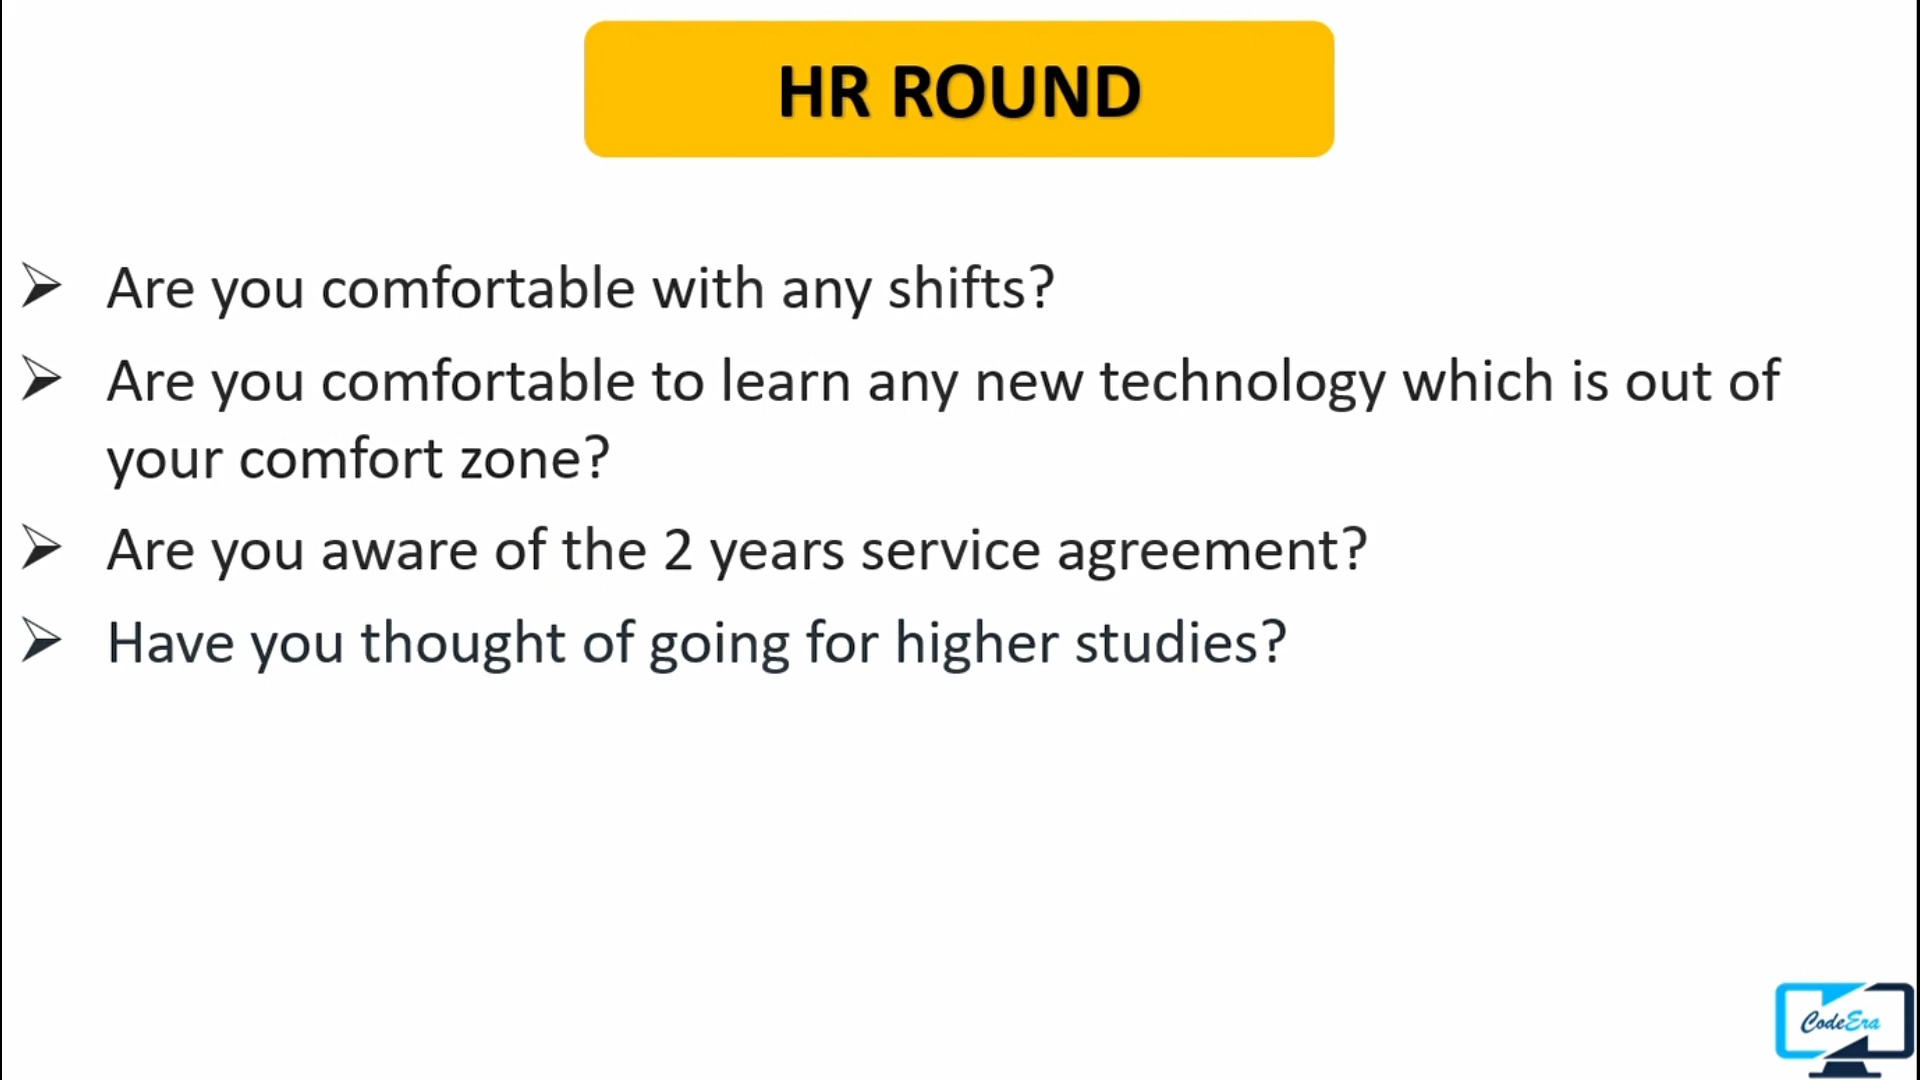 HR ROUND
➢ Are you comfortable with any shifts?
➢ Are you comfortable to learn any new technology which is out of
your comfort zone?
➢ Are you aware of the 2 years service agreement?
➢ Have you thought of going for higher studies?
CodeEra